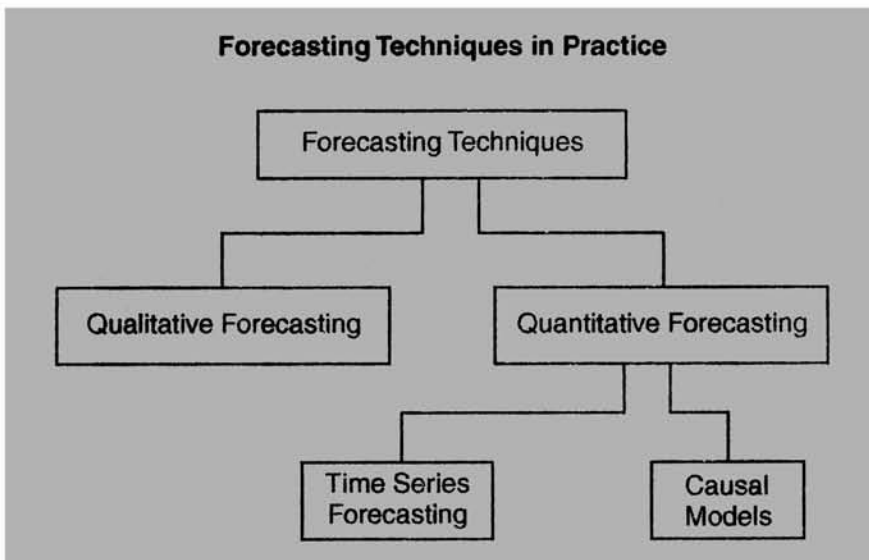 Forecasting Techniques in Practice
Forecasting Techniques
Qualitative Forecasting
Quantitative Forecasting
Time Series
Forecasting
Causal
Models